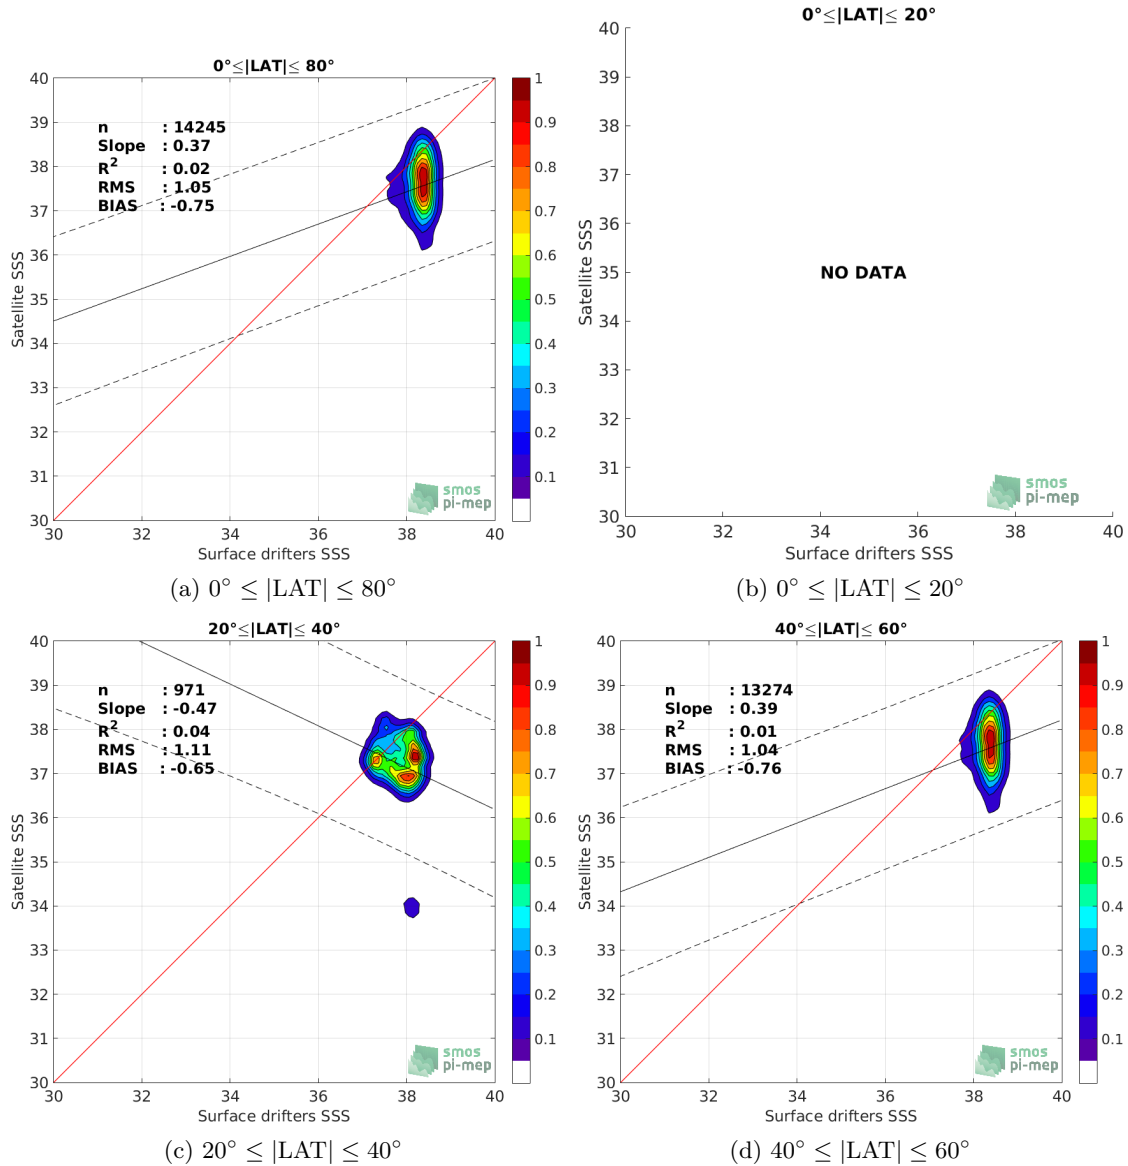 0°≤|LAT|≤ 80°
40
39
38
37
36
35
34
33
32
31
30
Satellite SSS
n : 14245
Slope : 0.37
R2 : 0.02
RMS : 1.05
BIAS : -0.75
30 32 34 36 38 40
Surface drifters SSS
1
0.9
0.8
0.7
0.6
0.5
0.4
0.3
0.2
0.1
smos
pi-mep
(a) 0° ≤ |LAT| ≤ 80°
0°≤|LAT|≤ 20°
40
39
38
37
36
35
34
33
32
31
30
Satellite SSS
NO DATA
smos
pi-mep
30 32 34 36 38 40
Surface drifters SSS
(b) 0° ≤ |LAT| ≤ 20°
20°≤|LAT|≤ 40°
40
39
38
37
36
35
34
33
32
31
30
Satellite SSS
n : 971
Slope : -0.47
R2 : 0.04
RMS : 1.11
BIAS : -0.65
30 32 34 36 38 40
Surface drifters SSS
1
0.9
0.8
0.7
0.6
0.5
0.4
0.3
0.2
0.1
smos
pi-mep
(c) 20° ≤ |LAT| ≤ 40°
40°≤|LAT|≤ 60°
40
39
38
37
36
35
34
33
32
31
30
Satellite SSS
n : 13274
Slope : 0.39
R2 : 0.01
RMS : 1.04
BIAS : -0.76
30 32 34 36 38 40
Surface drifters SSS
1
0.9
0.8
0.7
0.6
0.5
0.4
0.3
0.2
0.1
smos
pi-mep
(d) 40° ≤ |LAT| ≤ 60°